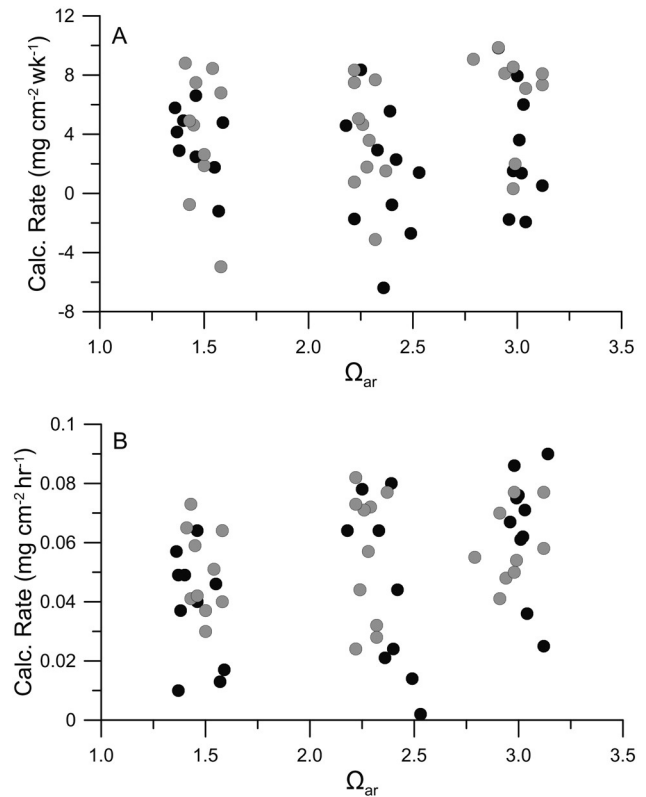 A
12
8
4
0
-4
-8
Calc. Rate (mg cm⁻² wk⁻¹)
1.0 1.5 2.0 2.5 3.0 3.5
Ωar
B
0.1
0.08
0.06
0.04
0.02
0
Calc. Rate (mg cm⁻² hr⁻¹)
1.0 1.5 2.0 2.5 3.0 3.5
Ωar